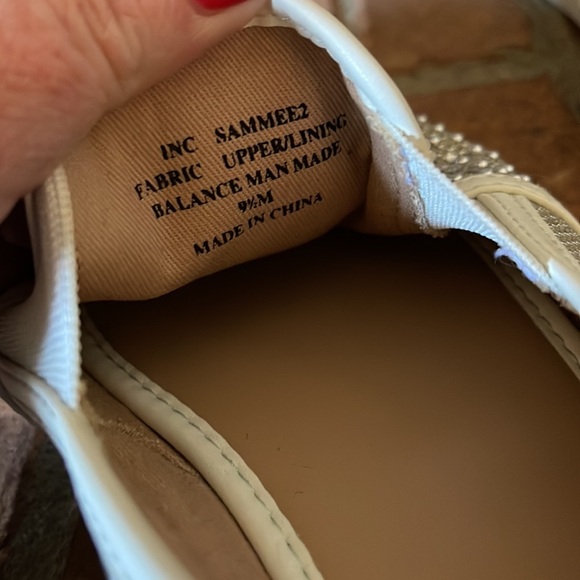 INC SAMMEE2
FABRIC UPPER/LINING
BALANCE MAN MADE
9½M
MADE IN CHINA